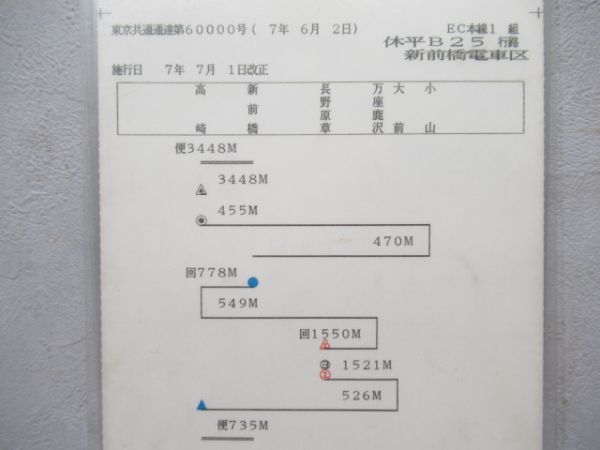 東京共通通達第60000号( 7年 6月 2日) EC本線1 組
休平B25 行路
新前橋電車区
施行日 7年 7月 1日改正
高崎 新前橋 長野原草 万座鹿沢 大前 小山
便3448M
3448M
455M
470M
回778M
549M
回1550M
1521M
526M
便735M